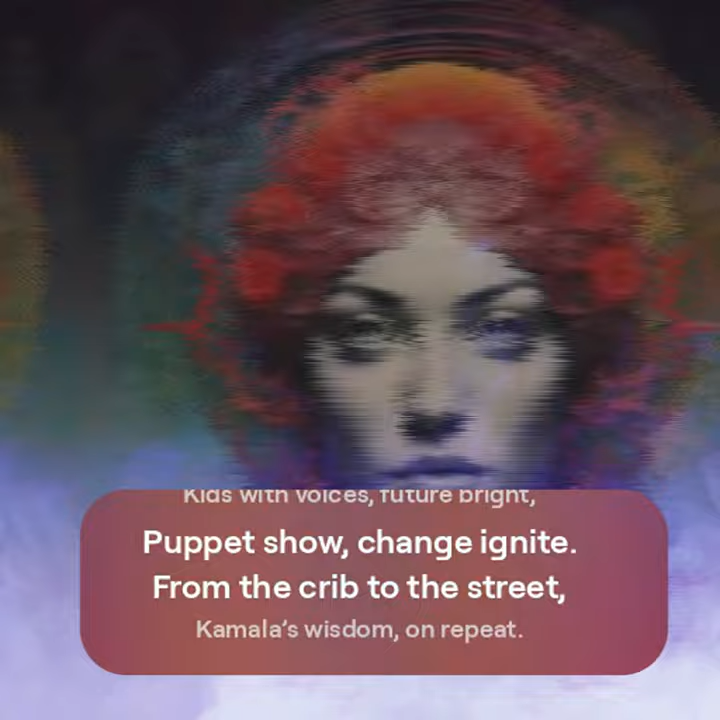 Kids with voices, future bright,
Puppet show, change ignite.
From the crib to the street,
Kamala’s wisdom, on repeat.